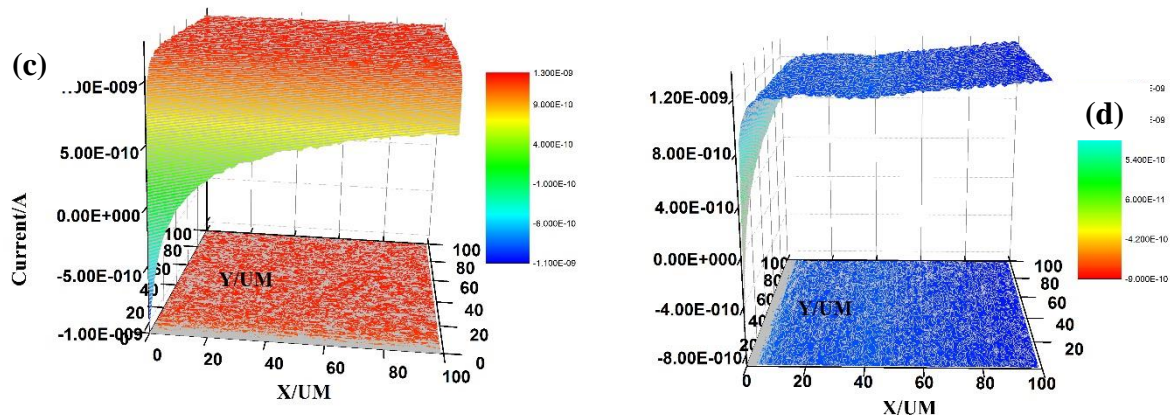 (c)
Current/A
5.00E-010
0.00E+000
-5.00E-010
-1.00E-009
0
20
40
60
80
100
Y/UM
0
20
40
60
80
100
X/UM
0
20
40
60
80
100
1.300E-09
9.000E-10
4.000E-10
-1.000E-10
-6.000E-10
-1.100E-09
(d)
1.20E-009
8.00E-010
4.00E-010
0.00E+000
-4.00E-010
-8.00E-010
20
40
60
80
100
Y/UM
0
20
40
60
80
100
X/UM
20
40
60
80
100
5.400E-10
6.000E-11
-4.200E-10
-9.000E-10